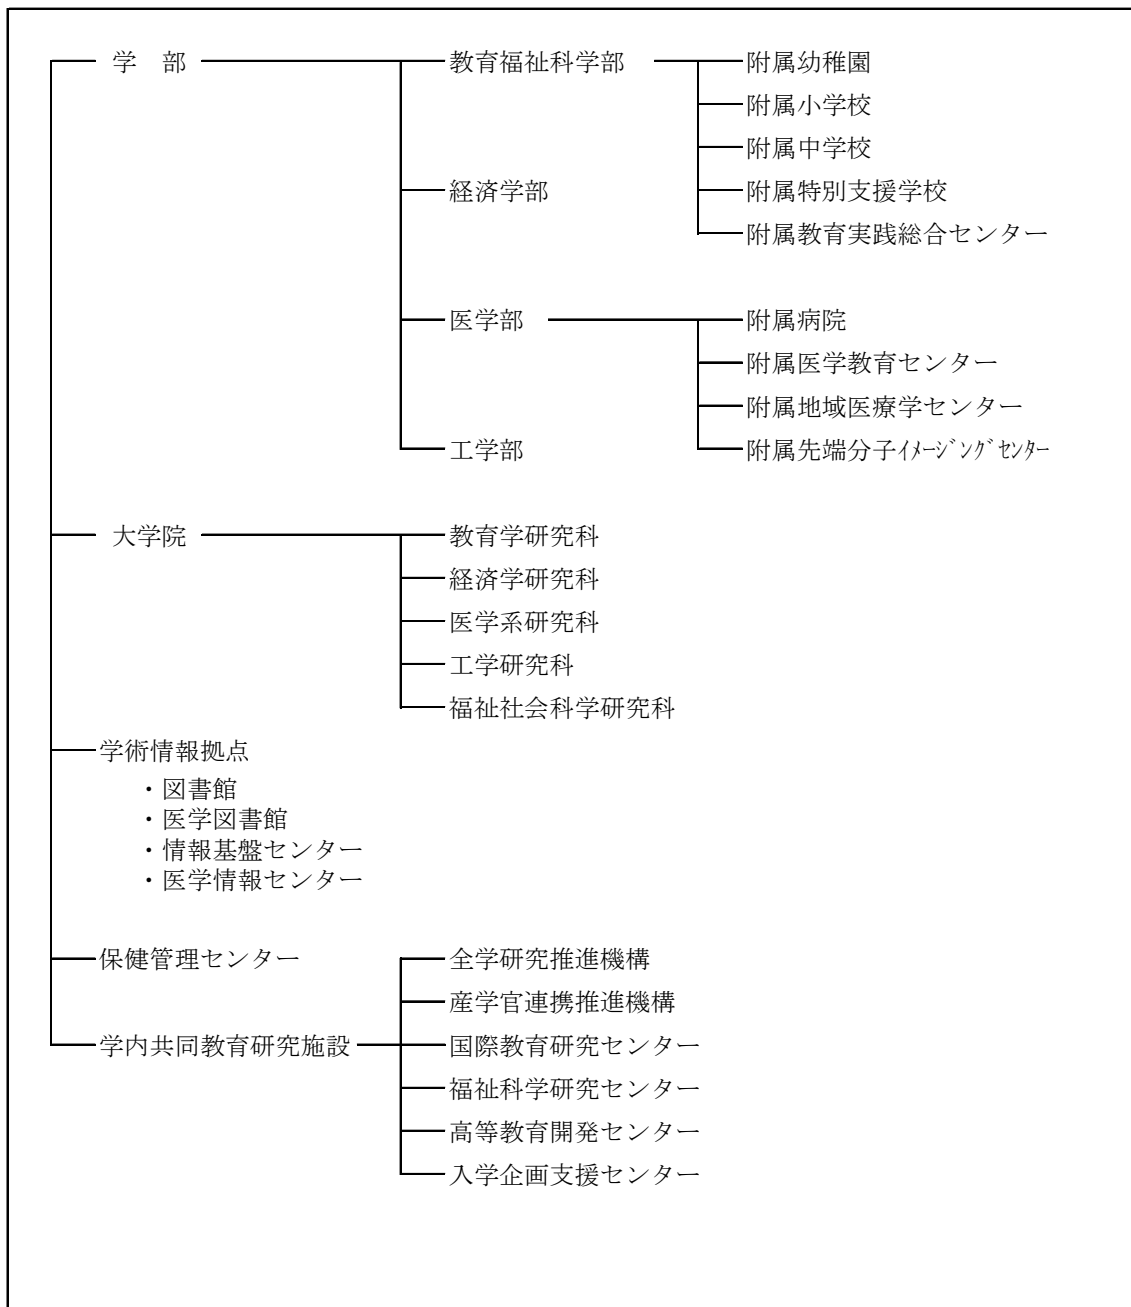 学　部
教育福祉科学部
附属幼稚園
附属小学校
附属中学校
経済学部
附属特別支援学校
附属教育実践総合センター
医学部
附属病院
附属医学教育センター
附属地域医療学センター
工学部
附属先端分子ｲﾒｰｼﾞﾝｸﾞｾﾝﾀｰ
大学院
教育学研究科
経済学研究科
医学系研究科
工学研究科
福祉社会科学研究科
学術情報拠点
・図書館
・医学図書館
・情報基盤センター
・医学情報センター
保健管理センター
全学研究推進機構
産学官連携推進機構
学内共同教育研究施設
国際教育研究センター
福祉科学研究センター
高等教育開発センター
入学企画支援センター